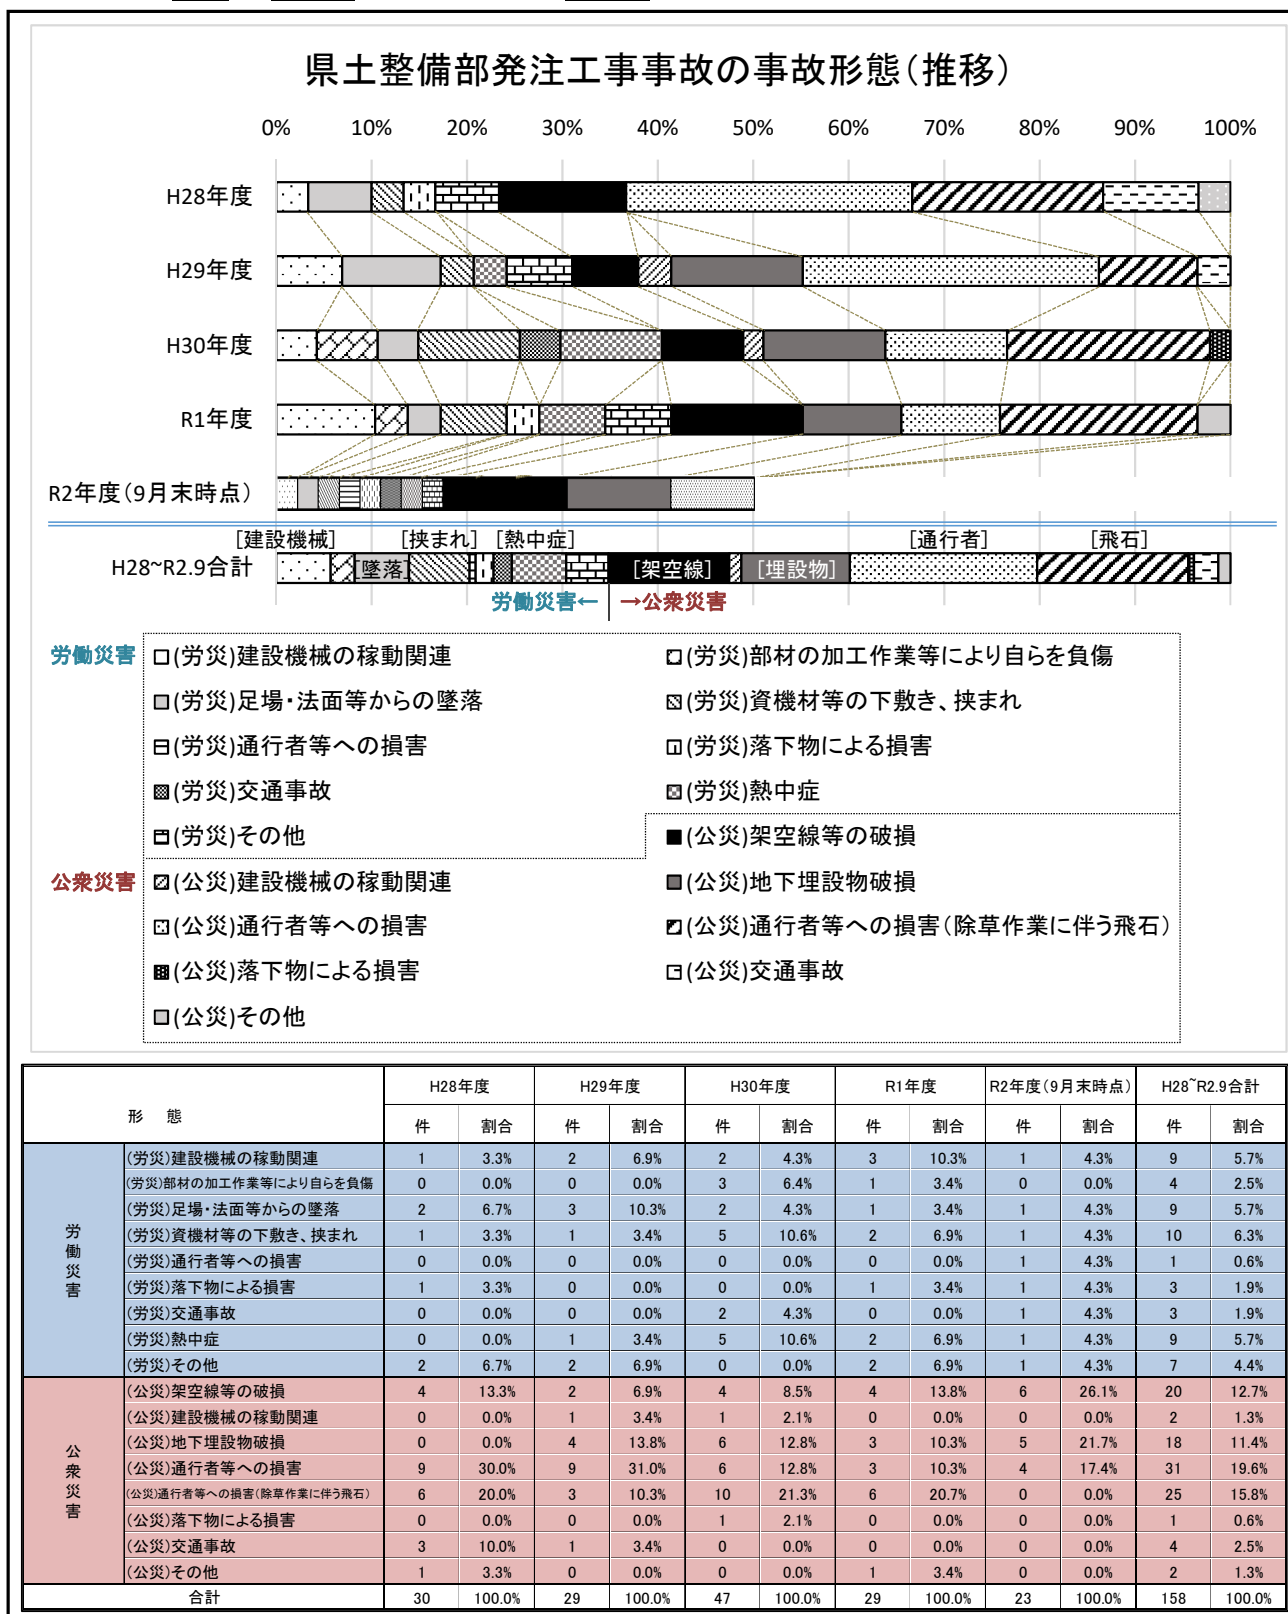 県土整備部発注工事事故の事故形態（推移）
0% 10% 20% 30% 40% 50% 60% 70% 80% 90% 100%
H28年度
H29年度
H30年度
R1年度
R2年度（9月末時点）
[建設機械] [挟まれ] [熱中症] [通行者] [飛石]
H28~R2.9合計 [墜落] [架空線] [埋設物]
労働災害← →公衆災害
労働災害 (労災)建設機械の稼動関連 (労災)部材の加工作業等により自らを負傷
(労災)足場・法面等からの墜落 (労災)資機材等の下敷き、挟まれ
(労災)通行者等への損害 (労災)落下物による損害
(労災)交通事故 (労災)熱中症
(労災)その他 (公災)架空線等の破損
公衆災害 (公災)建設機械の稼動関連 (公災)地下埋設物破損
(公災)通行者等への損害 (公災)通行者等への損害（除草作業に伴う飛石）
(公災)落下物による損害 (公災)交通事故
(公災)その他
形 態 H28年度 H29年度 H30年度 R1年度 R2年度（9月末時点） H28~R2.9合計
件 割合 件 割合 件 割合 件 割合 件 割合 件 割合
労働災害
(労災)建設機械の稼動関連 1 3.3% 2 6.9% 2 4.3% 3 10.3% 1 4.3% 9 5.7%
(労災)部材の加工作業等により自らを負傷 0 0.0% 0 0.0% 3 6.4% 1 3.4% 0 0.0% 4 2.5%
(労災)足場・法面等からの墜落 2 6.7% 3 10.3% 2 4.3% 1 3.4% 1 4.3% 9 5.7%
(労災)資機材等の下敷き、挟まれ 1 3.3% 1 3.4% 5 10.6% 2 6.9% 1 4.3% 10 6.3%
(労災)通行者等への損害 0 0.0% 0 0.0% 0 0.0% 0 0.0% 1 4.3% 1 0.6%
(労災)落下物による損害 1 3.3% 0 0.0% 0 0.0% 1 3.4% 1 4.3% 3 1.9%
(労災)交通事故 0 0.0% 0 0.0% 2 4.3% 0 0.0% 1 4.3% 3 1.9%
(労災)熱中症 0 0.0% 1 3.4% 5 10.6% 2 6.9% 1 4.3% 9 5.7%
(労災)その他 2 6.7% 2 6.9% 0 0.0% 2 6.9% 1 4.3% 7 4.4%
公衆災害
(公災)架空線等の破損 4 13.3% 2 6.9% 4 8.5% 4 13.8% 6 26.1% 20 12.7%
(公災)建設機械の稼動関連 0 0.0% 1 3.4% 1 2.1% 0 0.0% 0 0.0% 2 1.3%
(公災)地下埋設物破損 0 0.0% 4 13.8% 6 12.8% 3 10.3% 5 21.7% 18 11.4%
(公災)通行者等への損害 9 30.0% 9 31.0% 6 12.8% 3 10.3% 4 17.4% 31 19.6%
(公災)通行者等への損害（除草作業に伴う飛石） 6 20.0% 3 10.3% 10 21.3% 6 20.7% 0 0.0% 25 15.8%
(公災)落下物による損害 0 0.0% 0 0.0% 1 2.1% 0 0.0% 0 0.0% 1 0.6%
(公災)交通事故 3 10.0% 1 3.4% 0 0.0% 0 0.0% 0 0.0% 4 2.5%
(公災)その他 1 3.3% 0 0.0% 0 0.0% 1 3.4% 0 0.0% 2 1.3%
合計 30 100.0% 29 100.0% 47 100.0% 29 100.0% 23 100.0% 158 100.0%